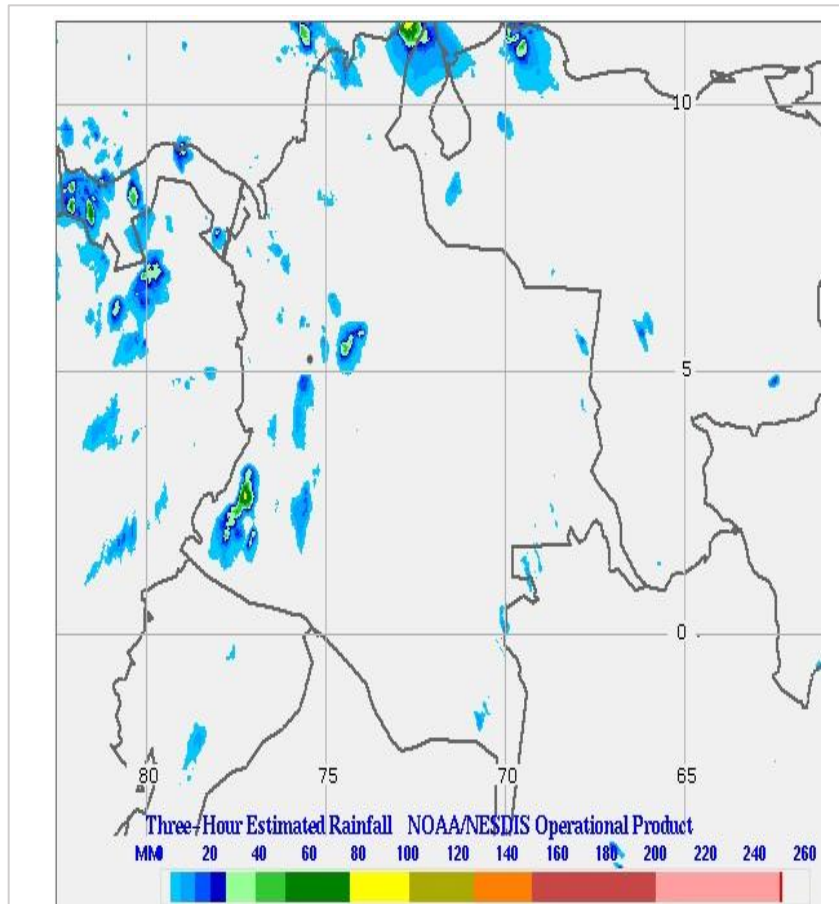 10
5
0
80 75 70 65
Three-Hour Estimated Rainfall NOAA/NESDIS Operational Product
MM 20 40 60 80 100 120 140 160 180 200 220 240 260